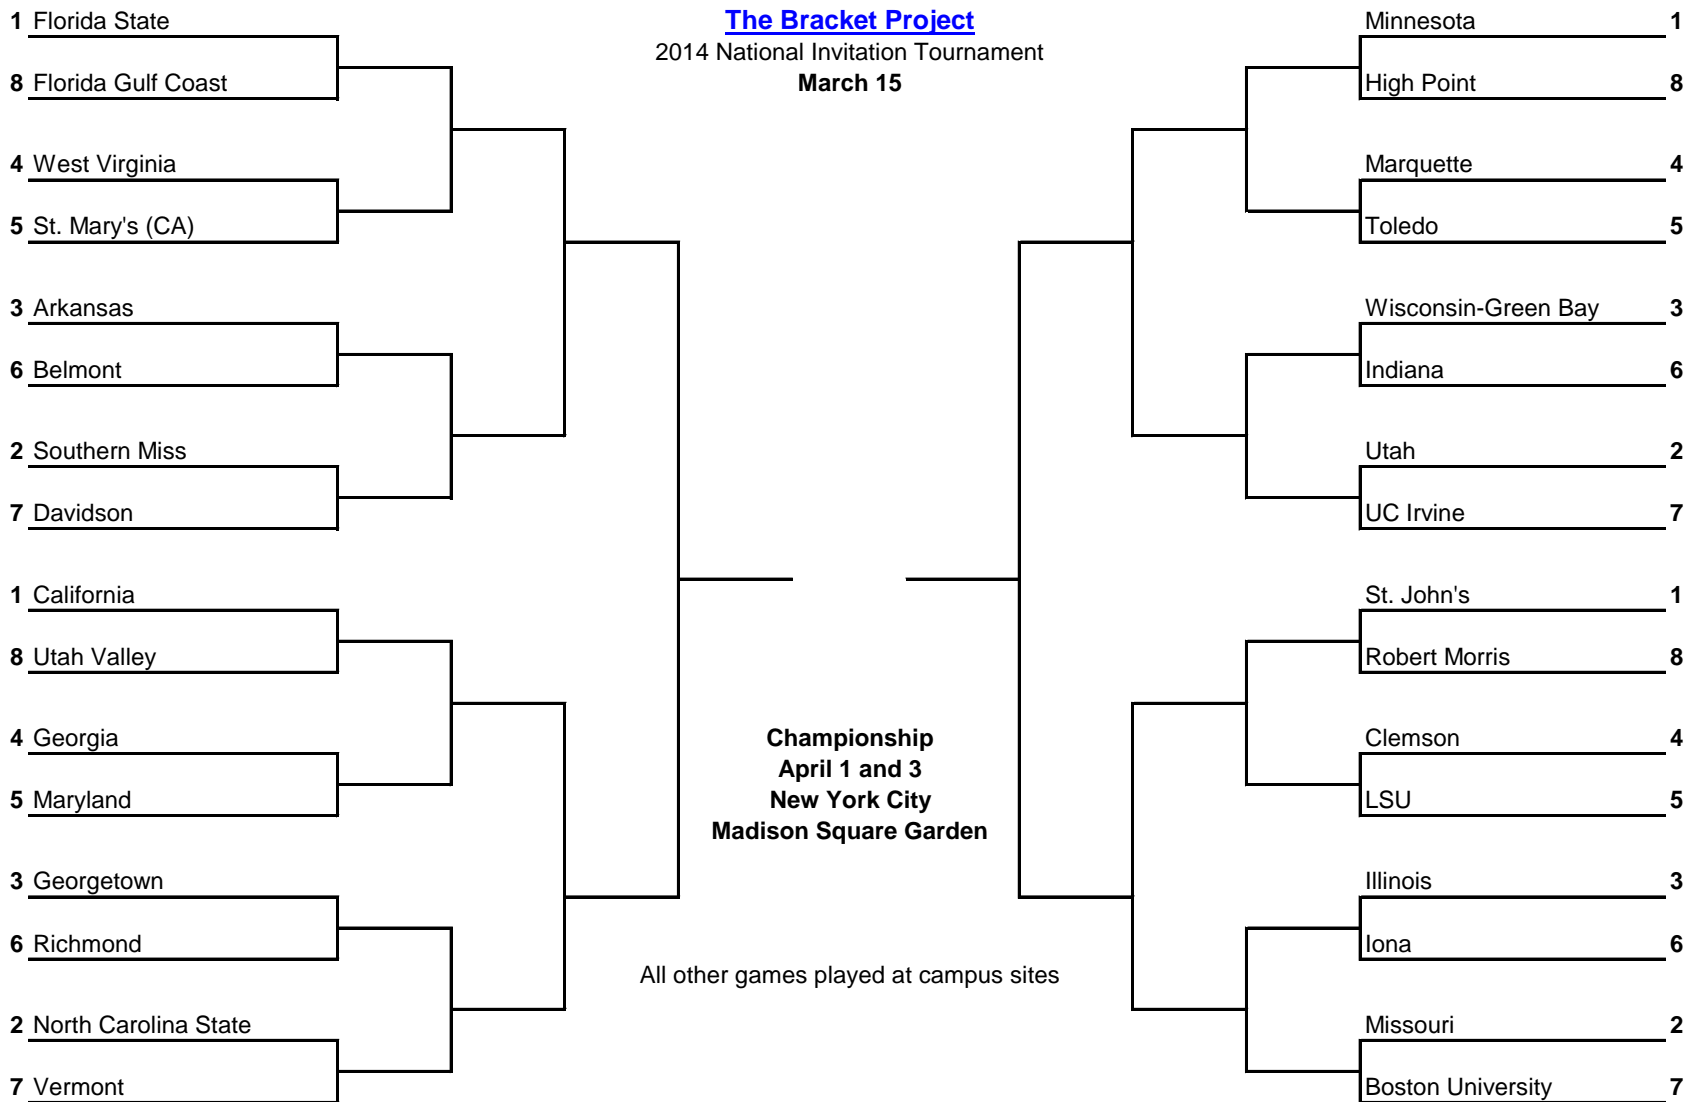 The Bracket Project
2014 National Invitation Tournament
March 15
1 Florida State
8 Florida Gulf Coast
4 West Virginia
5 St. Mary's (CA)
3 Arkansas
6 Belmont
2 Southern Miss
7 Davidson
1 California
8 Utah Valley
4 Georgia
5 Maryland
3 Georgetown
6 Richmond
2 North Carolina State
7 Vermont
Championship
April 1 and 3
New York City
Madison Square Garden
All other games played at campus sites
Minnesota 1
High Point 8
Marquette 4
Toledo 5
Wisconsin-Green Bay 3
Indiana 6
Utah 2
UC Irvine 7
St. John's 1
Robert Morris 8
Clemson 4
LSU 5
Illinois 3
Iona 6
Missouri 2
Boston University 7